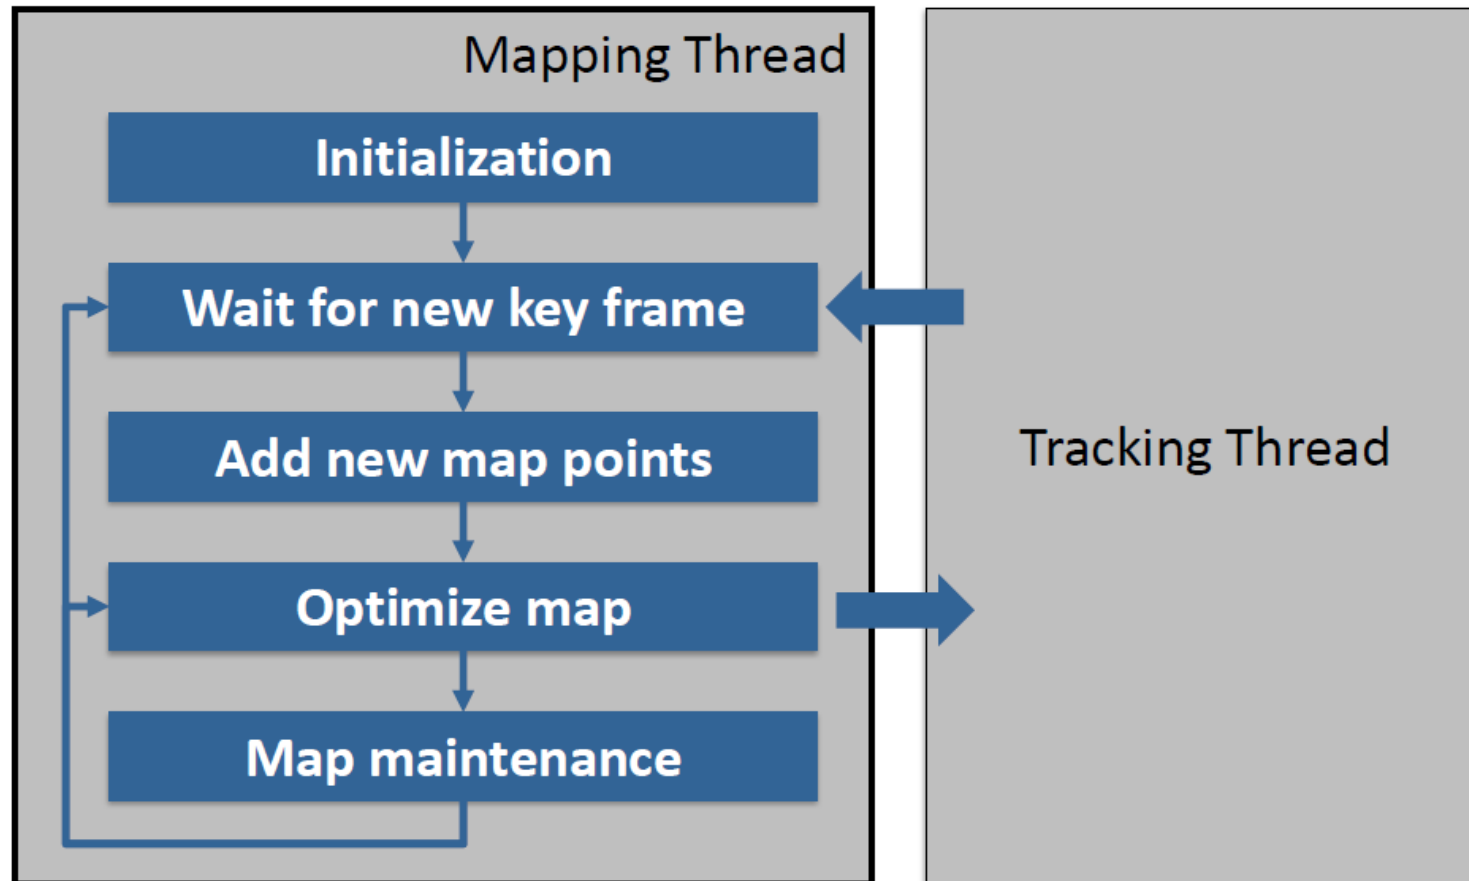 Mapping Thread
Initialization
Wait for new key frame
Add new map points
Optimize map
Map maintenance
Tracking Thread